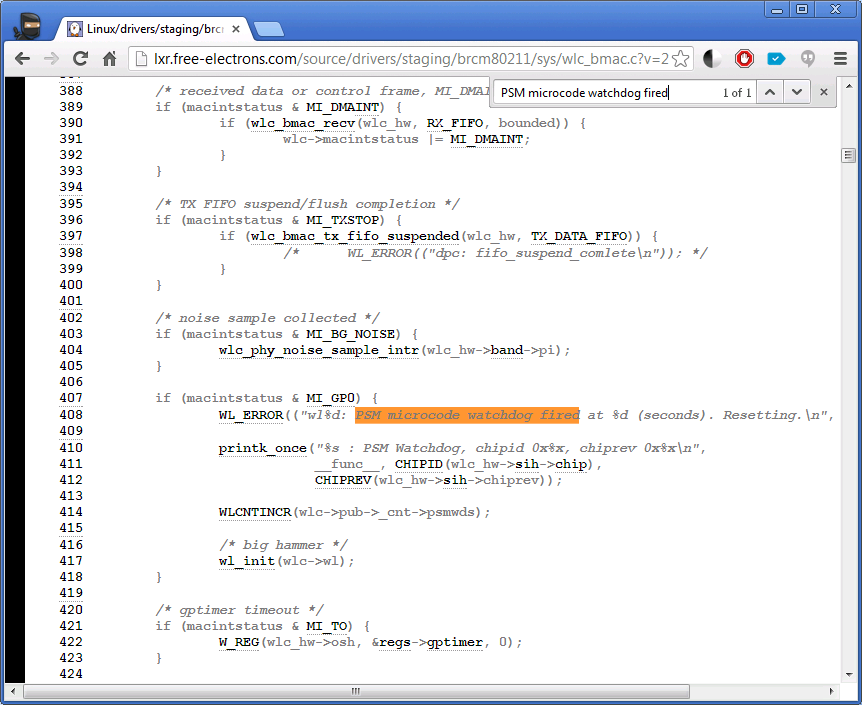 Linux/drivers/staging/brc
lxr.free-electrons.com/source/drivers/staging/brcm80211/sys/wlc_bmac.c?v=2
PSM microcode watchdog fired 1 of 1
388 /* received data or control frame, MI_DMAI
389 if (macintstatus & MI_DMAINT) {
390 if (wlc_bmac_recv(wlc_hw, RX_FIFO, bounded)) {
391 wlc->macintstatus |= MI_DMAINT;
392 }
393 }
394
395 /* TX FIFO suspend/flush completion */
396 if (macintstatus & MI_TXSTOP) {
397 if (wlc_bmac_tx_fifo_suspended(wlc_hw, TX_DATA_FIFO)) {
398 /* WL_ERROR(("dpc: fifo_suspend_comlete\n")); */
399 }
400 }
401
402 /* noise sample collected */
403 if (macintstatus & MI_BG_NOISE) {
404 wlc_phy_noise_sample_intr(wlc_hw->band->pi);
405 }
406
407 if (macintstatus & MI_GP0) {
408 WL_ERROR(("wl%d: PSM microcode watchdog fired at %d (seconds). Resetting.\n",
409
410 printk_once("%s : PSM Watchdog, chipid 0x%x, chiprev 0x%x\n",
411 __func__, CHIPID(wlc_hw->sih->chip),
412 CHIPREV(wlc_hw->sih->chiprev));
413
414 WLCNTINCR(wlc->pub->_cnt->psmwds);
415
416 /* big hammer */
417 wl_init(wlc->wl);
418 }
419
420 /* gptimer timeout */
421 if (macintstatus & MI_TO) {
422 W_REG(wlc_hw->osh, &regs->gptimer, 0);
423 }
424